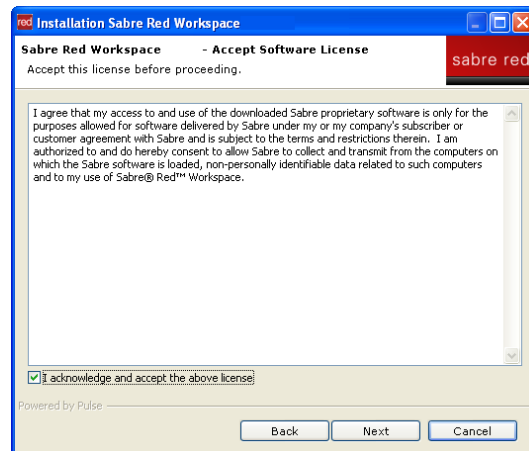 red Installation Sabre Red Workspace
Sabre Red Workspace - Accept Software License
Accept this license before proceeding.
sabre red
I agree that my access to and use of the downloaded Sabre proprietary software is only for the
purposes allowed for software delivered by Sabre under my or my company's subscriber or
customer agreement with Sabre and is subject to the terms and restrictions therein. I am
authorized to and do hereby consent to allow Sabre to collect and transmit from the computers on
which the Sabre software is loaded, non-personally identifiable data related to such computers
and to my use of Sabre® Red™ Workspace.
I acknowledge and accept the above license
Powered by Pulse
Back Next Cancel